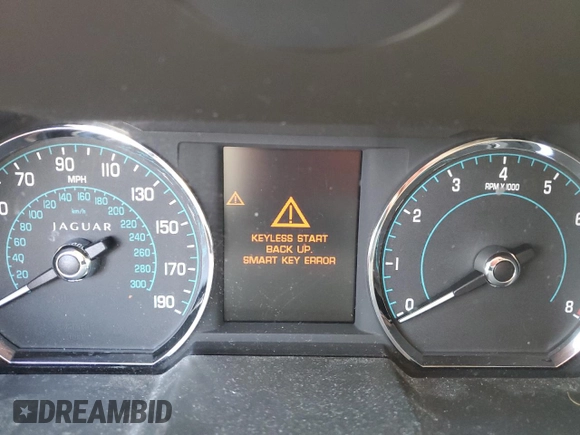 70 90 110 130 150 170 190
MPH
20 40 60 80 100 120 140 160 180 200 220 240 260 280 300
km/h
JAGUAR
KEYLESS START
BACK UP.
SMART KEY ERROR
0 1 2 3 4 5 6 8
RPM X 1000
DREAMBID